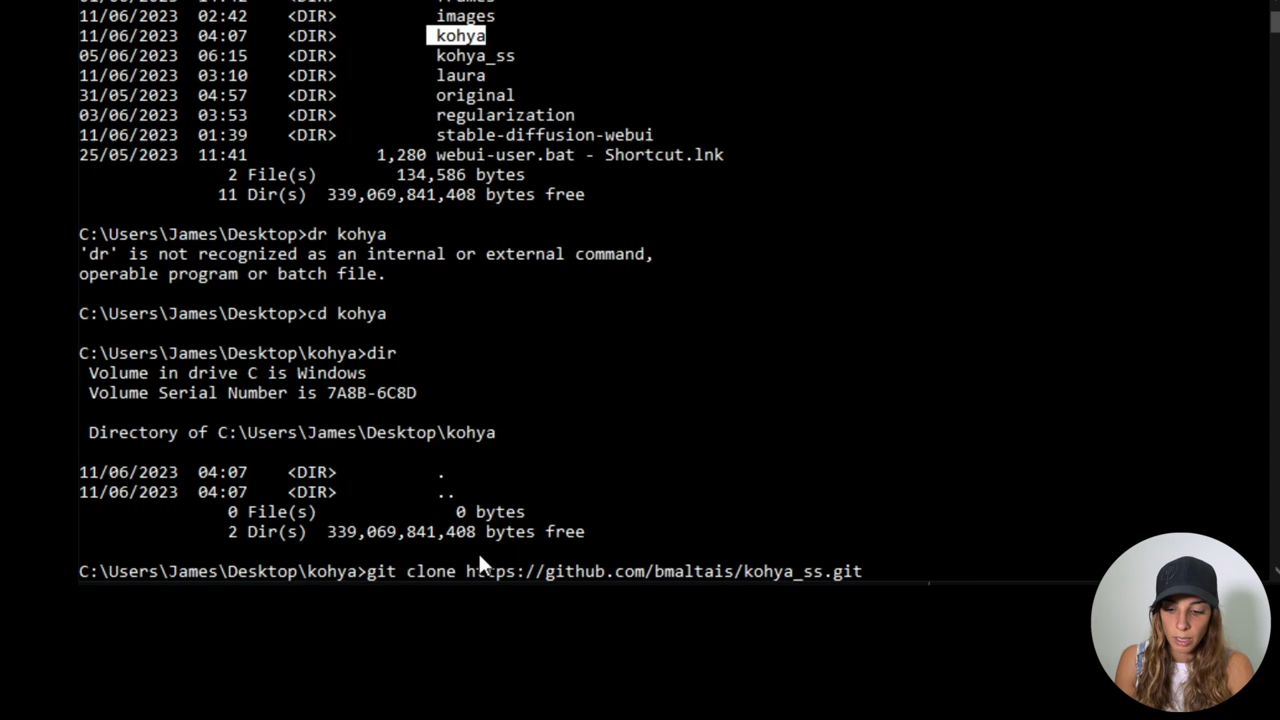 11/06/2023  02:42    <DIR>          images
11/06/2023  04:07    <DIR>          kohya
05/06/2023  06:15    <DIR>          kohya_ss
11/06/2023  03:10    <DIR>          laura
31/05/2023  04:57    <DIR>          original
03/06/2023  03:53    <DIR>          regularization
11/06/2023  01:39    <DIR>          stable-diffusion-webui
25/05/2023  11:41             1,280 webui-user.bat - Shortcut.lnk
2 File(s)        134,586 bytes
11 Dir(s)  339,069,841,408 bytes free
C:\Users\James\Desktop>dr kohya
'dr' is not recognized as an internal or external command,
operable program or batch file.
C:\Users\James\Desktop>cd kohya
C:\Users\James\Desktop\kohya>dir
Volume in drive C is Windows
Volume Serial Number is 7A8B-6C8D
Directory of C:\Users\James\Desktop\kohya
11/06/2023  04:07    <DIR>          .
11/06/2023  04:07    <DIR>          ..
0 File(s)              0 bytes
2 Dir(s)  339,069,841,408 bytes free
C:\Users\James\Desktop\kohya>git clone https://github.com/bmaltais/kohya_ss.git